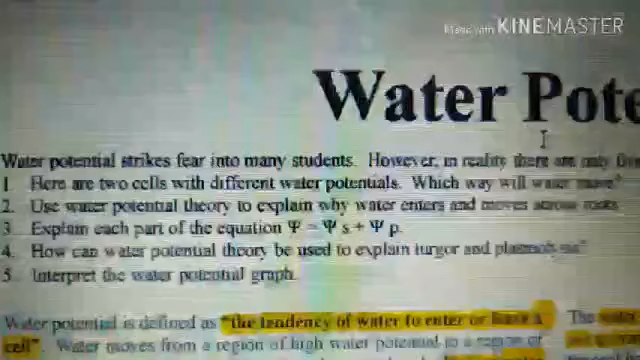 Made with KINEMASTER
Water Pote
Water potential strikes fear into many students. However, in reality there are only five
1. Here are two cells with different water potentials. Which way will water move?
2. Use water potential theory to explain why water enters and moves across roots
3. Explain each part of the equation Ψ = Ψ s + Ψ p.
4. How can water potential theory be used to explain turgor and plasmolysis?
5. Interpret the water potential graph.
Water potential is defined as "the tendency of water to enter or leave a
cell". Water moves from a region of high water potential to a region of
The water